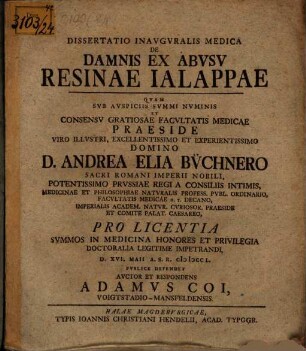 3103/24
DISSERTATIO INAVGVRALIS MEDICA
DE
DAMNIS EX ABVSV
RESINAE IALAPPAE
QVAM
SVB AVSPICIIS SVMMI NVMINIS
ET
CONSENSV GRATIOSAE FACVLTATIS MEDICAE
PRAESIDE
VIRO ILLVSTRI, EXCELLENTISSIMO ET EXPERIENTISSIMO
DOMINO
D. ANDREA ELIA BÜCHNERO
SACRI ROMANI IMPERII NOBILI,
POTENTISSIMO PRVSSIAE REGI A CONSILIIS INTIMIS,
MEDICINAE ET PHILOSOPHIAE NATVRALIS PROFESS. PVBL. ORDINARIO,
FACVLTATIS MEDICAE H. T. DECANO,
IMPERIALIS ACADEM. NATVR. CVRIOSOR. PRAESIDE
ET COMITE PALAT. CAESAREO,
PRO LICENTIA
SVMMOS IN MEDICINA HONORES ET PRIVILEGIA
DOCTORALIA LEGITIME IMPETRANDI,
D. XVI. MAII A. S. R.
PVBLICE DEFENDET
AVCTOR ET RESPONDENS
ADAMVS COI,
VOIGTSTADIO-MANSFELDENSIS.
HALAE MAGDEBVRGICAE,
TYPIS IOANNIS CHRISTIANI HENDELII, ACAD. TYPOGR.